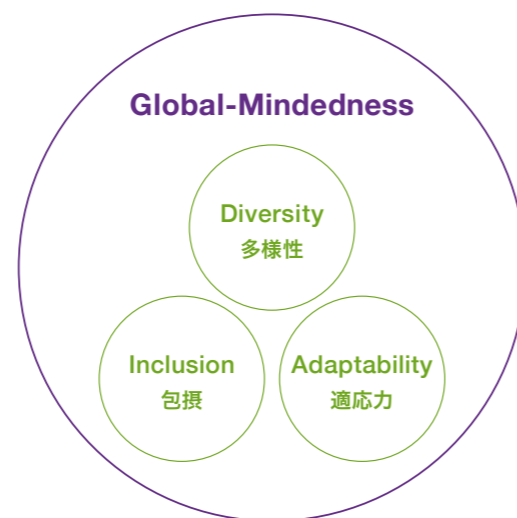 Global-Mindedness
Diversity
多様性
Inclusion
包摂
Adaptability
適応力